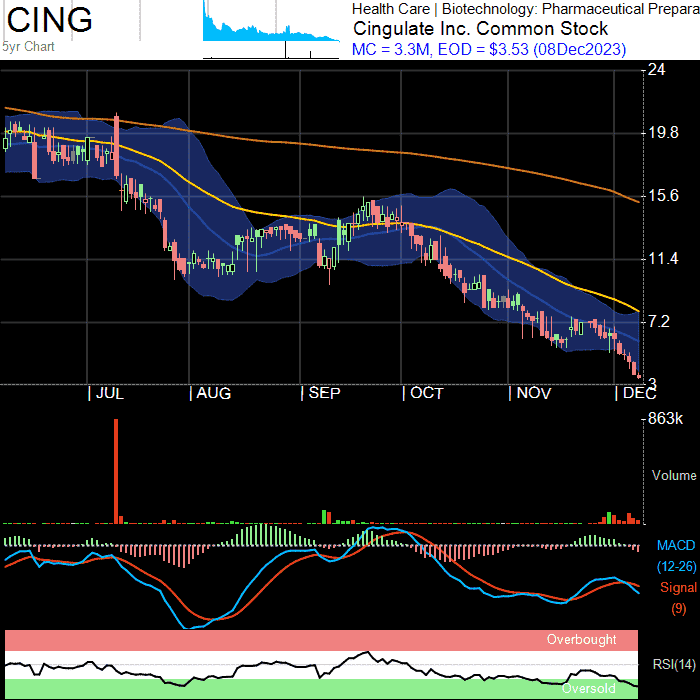 CING
5yr Chart
Health Care | Biotechnology: Pharmaceutical Prepara
Cingulate Inc. Common Stock
MC = 3.3M, EOD = $3.53 (08Dec2023)
24
19.8
15.6
11.4
7.2
3
JUL
AUG
SEP
OCT
NOV
DEC
863k
Volume
MACD
(12-26)
Signal
(9)
Overbought
RSI(14)
Oversold